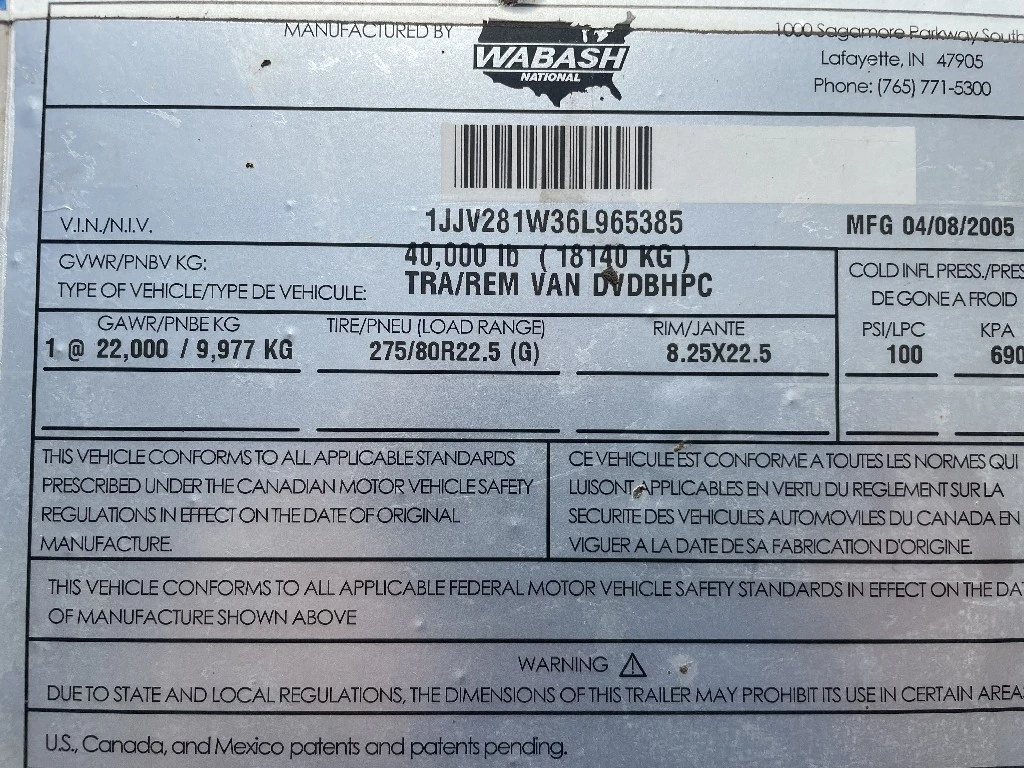 MANUFACTURED BY
WABASH
NATIONAL
1000 Sagamore Parkway South
Lafayette, IN 47905
Phone: (765) 771-5300
V.I.N./N.I.V. 1JJV281W36L965385 MFG 04/08/2005
GVWR/PNBV KG: 40,000 lb ( 18140 KG )
TYPE OF VEHICLE/TYPE DE VEHICULE: TRA/REM VAN DVDBHPC
COLD INFL PRESS./PRES
DE GONE A FROID
GAWR/PNBE KG TIRE/PNEU (LOAD RANGE) RIM/JANTE PSI/LPC KPA
1 @ 22,000 / 9,977 KG 275/80R22.5 (G) 8.25X22.5 100 690
THIS VEHICLE CONFORMS TO ALL APPLICABLE STANDARDS
PRESCRIBED UNDER THE CANADIAN MOTOR VEHICLE SAFETY
REGULATIONS IN EFFECT ON THE DATE OF ORIGINAL
MANUFACTURE.
CE VEHICULE EST CONFORME A TOUTES LES NORMES QUI
LUISONT APPLICABLES EN VERTU DU REGLEMENT SUR LA
SECURITE DES VEHICULES AUTOMOVILES DU CANADA EN
VIGUER A LA DATE DE SA FABRICATION D'ORIGINE.
THIS VEHICLE CONFORMS TO ALL APPLICABLE FEDERAL MOTOR VEHICLE SAFETY STANDARDS IN EFFECT ON THE DA
OF MANUFACTURE SHOWN ABOVE
WARNING
DUE TO STATE AND LOCAL REGULATIONS, THE DIMENSIONS OF THIS TRAILER MAY PROHIBIT ITS USE IN CERTAIN AREA
U.S., Canada, and Mexico patents and patents pending.